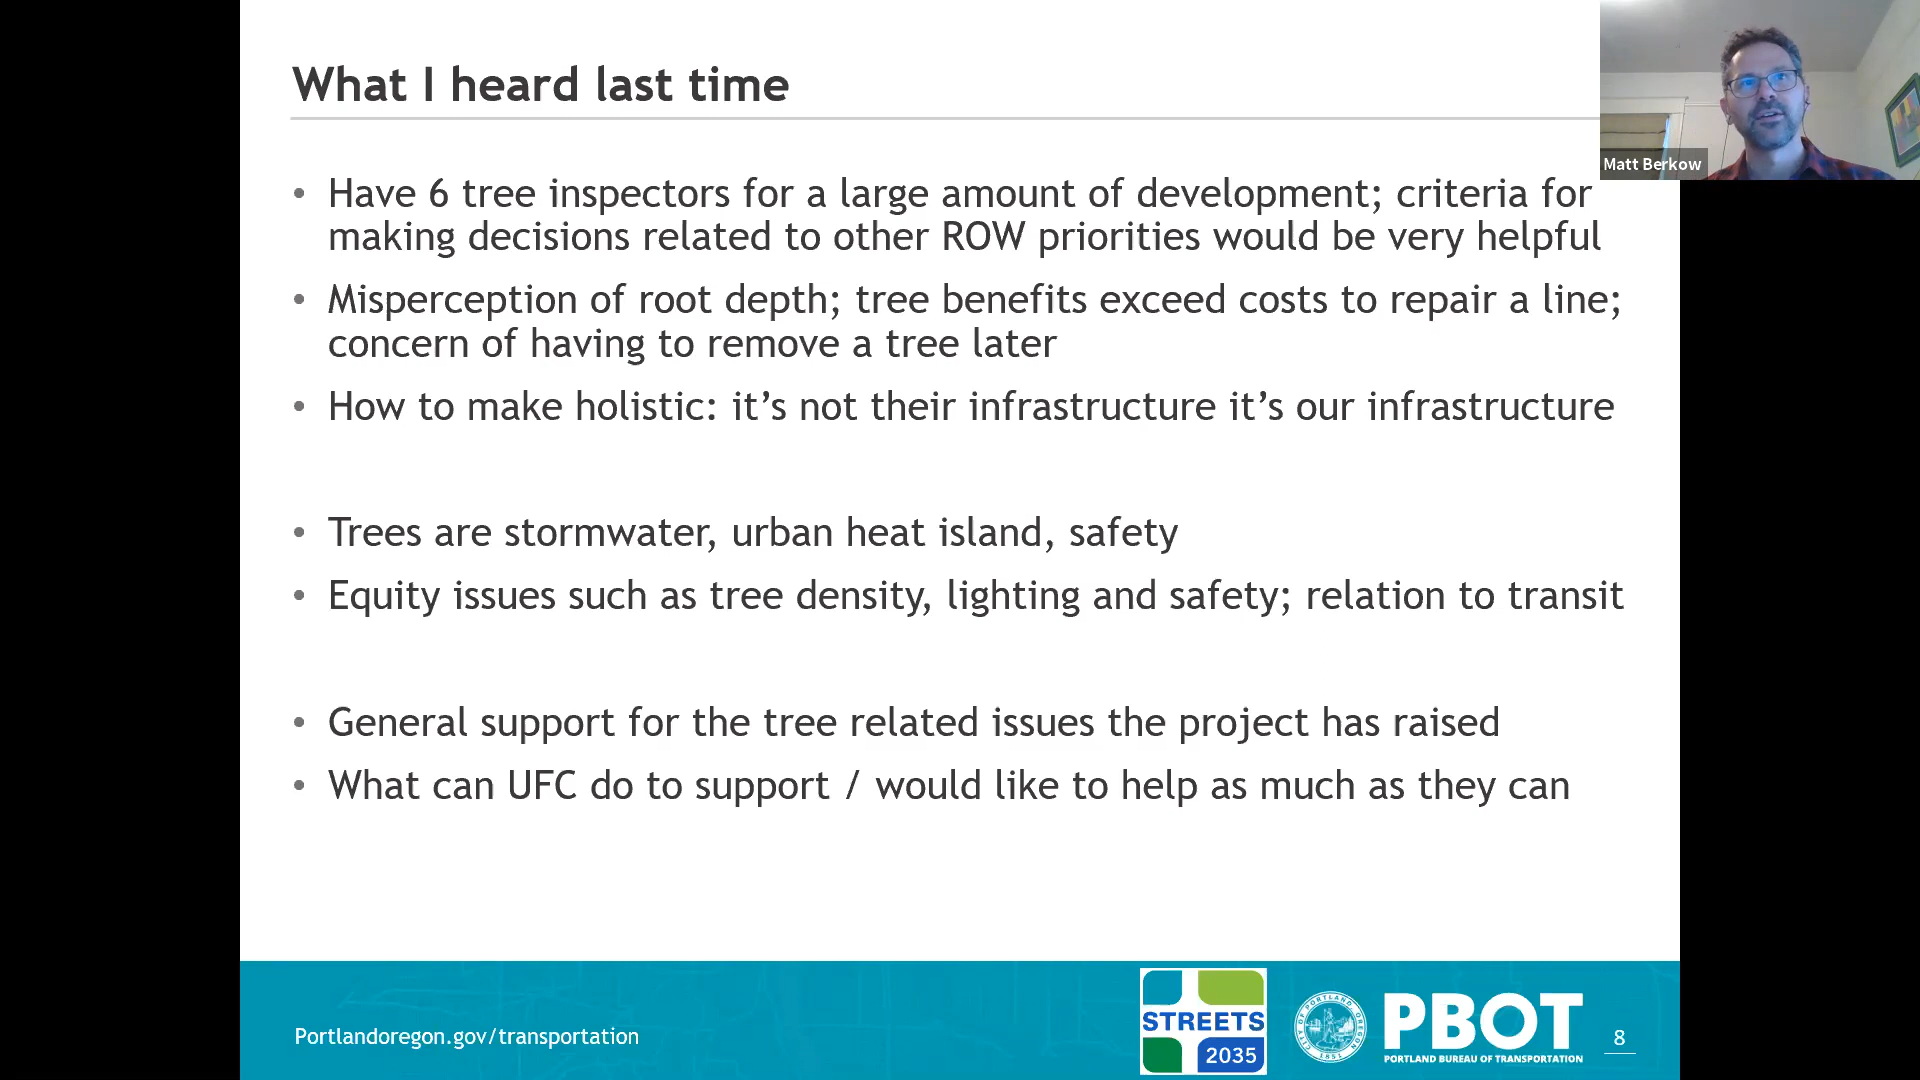 What I heard last time
Matt Berkow
• Have 6 tree inspectors for a large amount of development; criteria for
making decisions related to other ROW priorities would be very helpful
• Misperception of root depth; tree benefits exceed costs to repair a line;
concern of having to remove a tree later
• How to make holistic: it’s not their infrastructure it’s our infrastructure
• Trees are stormwater, urban heat island, safety
• Equity issues such as tree density, lighting and safety; relation to transit
• General support for the tree related issues the project has raised
• What can UFC do to support / would like to help as much as they can
Portlandoregon.gov/transportation
STREETS
2035
CITY OF PORTLAND OREGON
1851
PBOT
PORTLAND BUREAU OF TRANSPORTATION
8